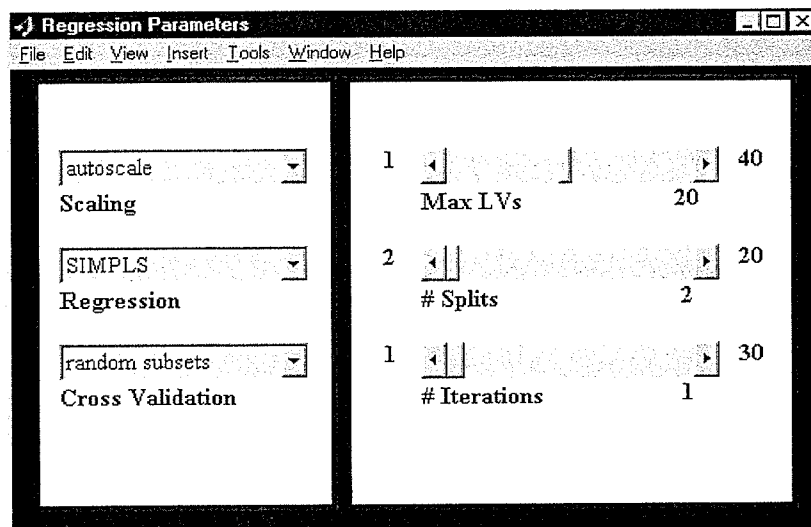 Regression Parameters
File Edit View Insert Tools Window Help
autoscale
Scaling
SIMPLS
Regression
random subsets
Cross Validation
1 40
Max LVs 20
2 20
# Splits 2
1 30
# Iterations 1